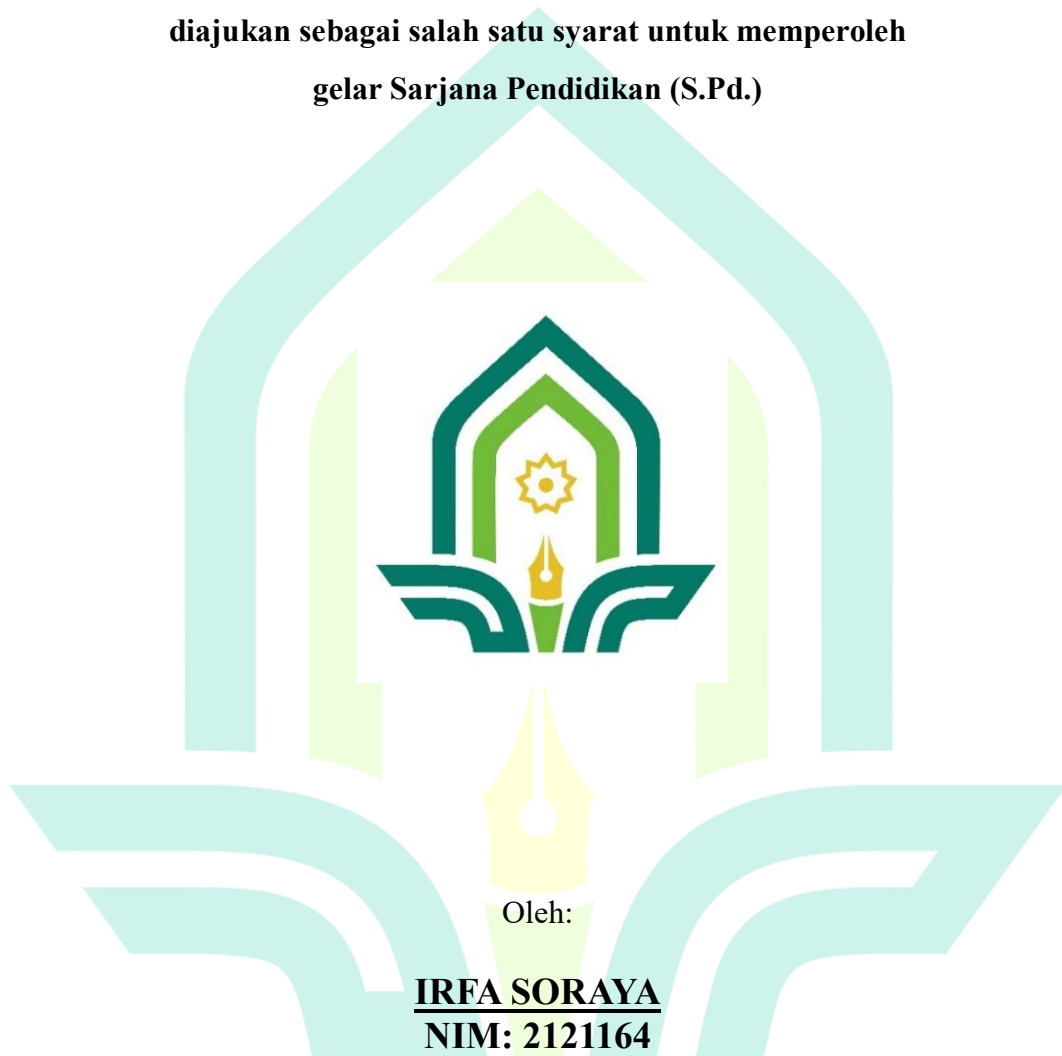 diajukan sebagai salah satu syarat untuk memperoleh
gelar Sarjana Pendidikan (S.Pd.)
Oleh:
IRFA SORAYA
NIM: 2121164